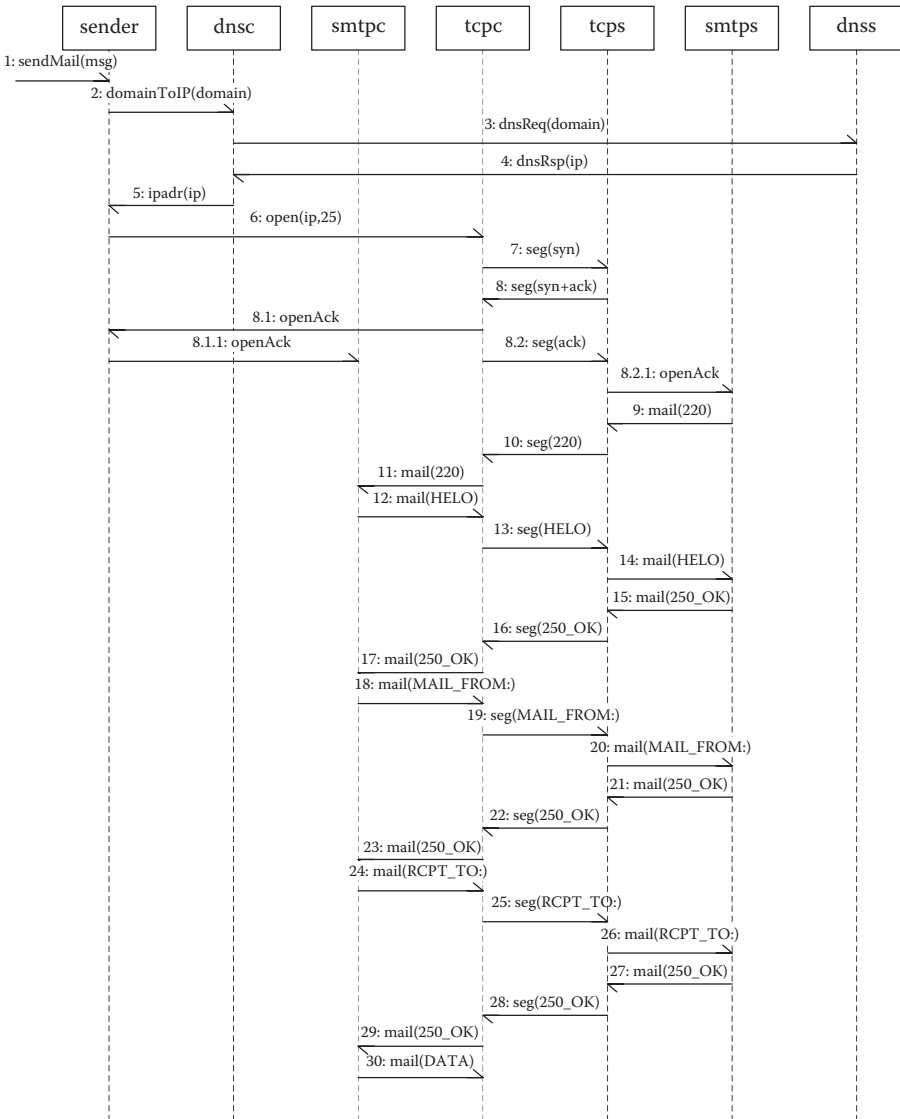 sender dnsc smtpc tcpc tcps smtps dnss
1: sendMail(msg)
2: domainToIP(domain)
3: dnsReq(domain)
4: dnsRsp(ip)
5: ipadr(ip)
6: open(ip,25)
7: seg(syn)
8: seg(syn+ack)
8.1: openAck
8.1.1: openAck
8.2: seg(ack)
8.2.1: openAck
9: mail(220)
10: seg(220)
11: mail(220)
12: mail(HELO)
13: seg(HELO)
14: mail(HELO)
15: mail(250_OK)
16: seg(250_OK)
17: mail(250_OK)
18: mail(MAIL_FROM:)
19: seg(MAIL_FROM:)
20: mail(MAIL_FROM:)
21: mail(250_OK)
22: seg(250_OK)
23: mail(250_OK)
24: mail(RCPT_TO:)
25: seg(RCPT_TO:)
26: mail(RCPT_TO:)
27: mail(250_OK)
28: seg(250_OK)
29: mail(250_OK)
30: mail(DATA)